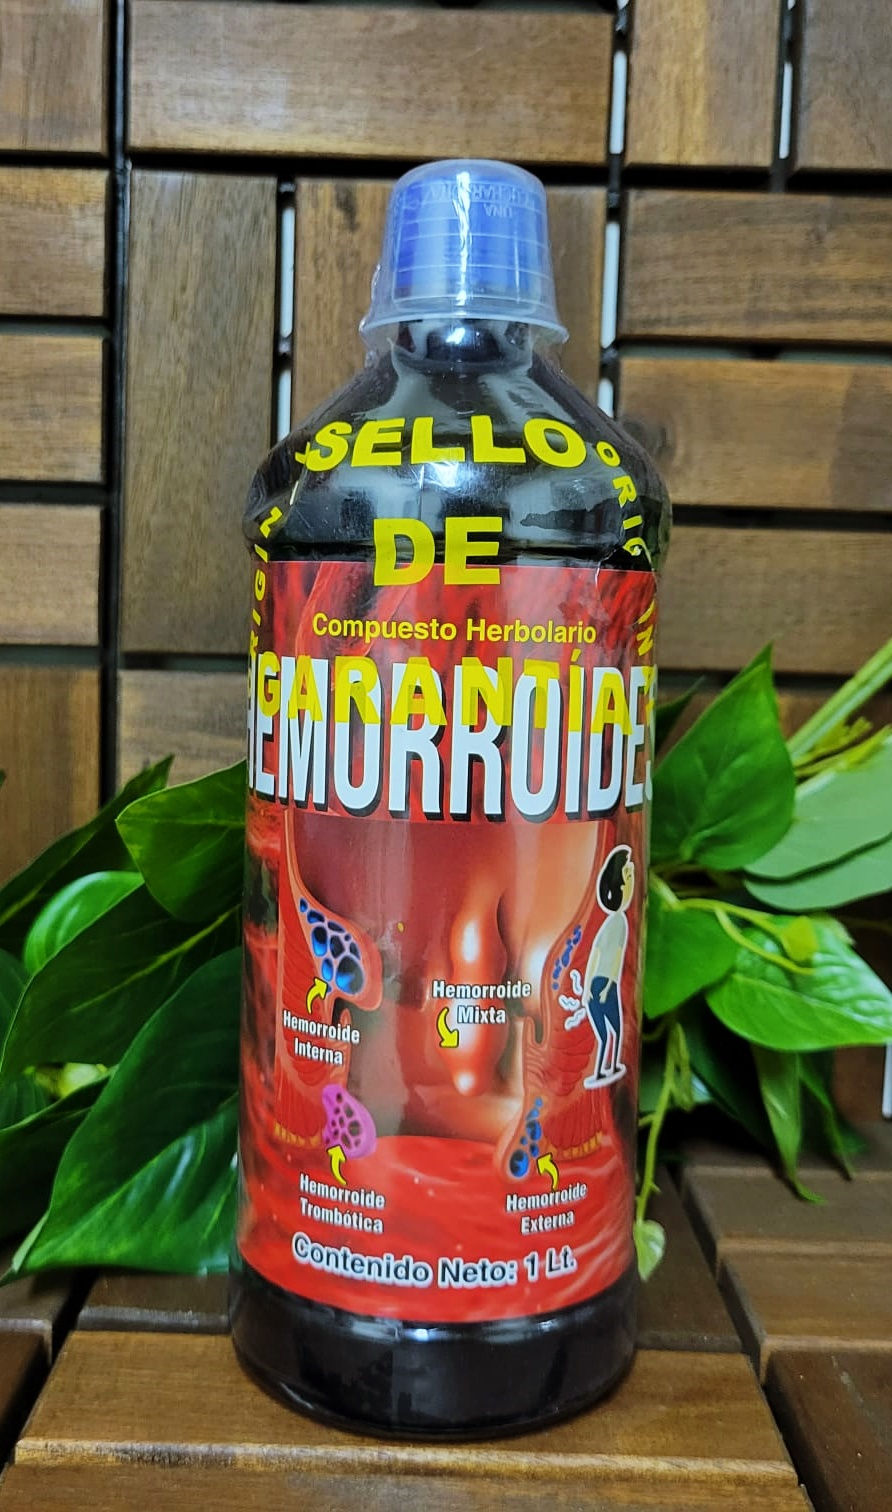 SELLO
DE
GARANTÍA
Compuesto Herbolario
HEMORROIDES
Hemorroide
Interna
Hemorroide
Mixta
Hemorroide
Trombótica
Hemorroide
Externa
Contenido Neto: 1 Lt.